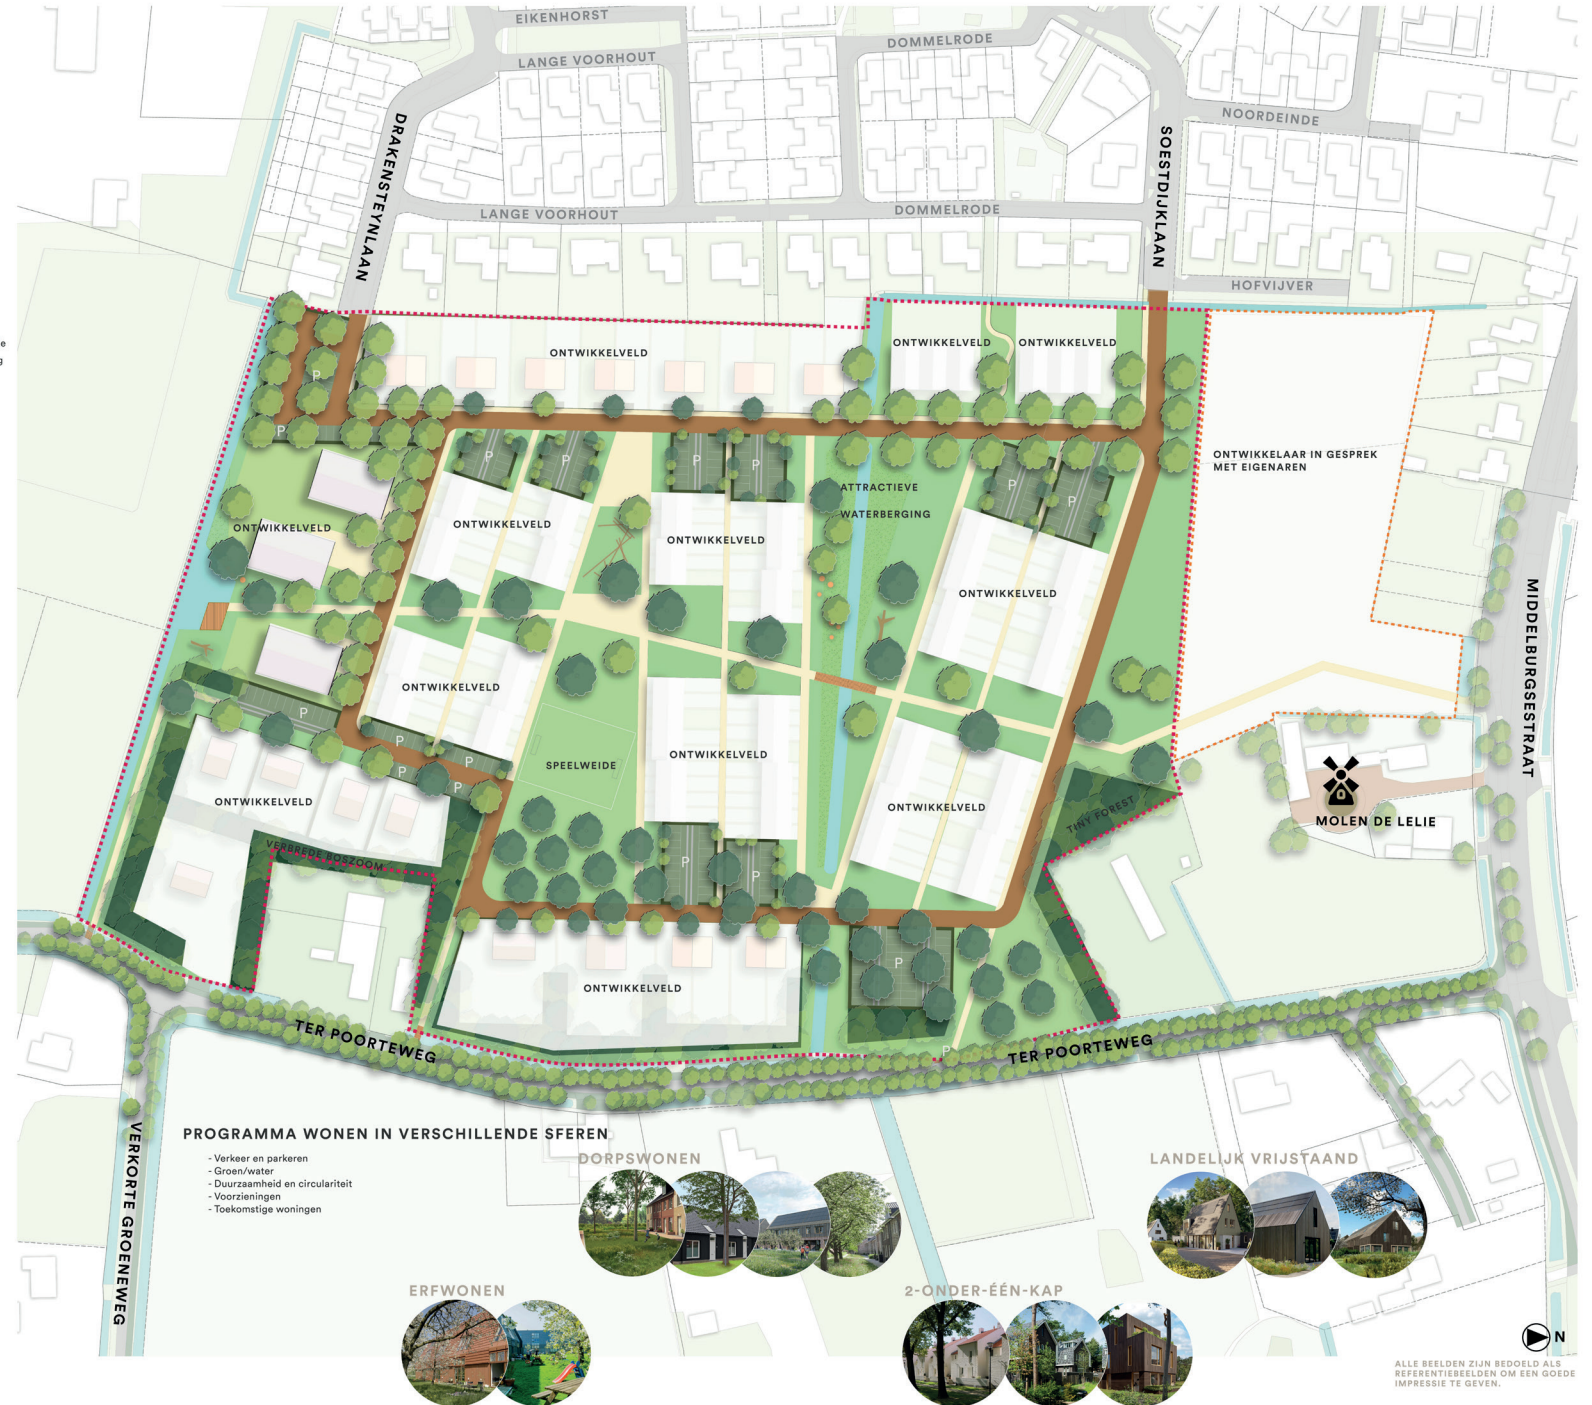 EIKENHORST
LANGE VOORHOUT
DOMMELRODE
NOORDEINDE
DRAKENSTEYNLAAN
SOESTDIJKLAAN
LANGE VOORHOUT
DOMMELRODE
HOFVIJVER
e
g
ONTWIKKELVELD
ONTWIKKELVELD
ONTWIKKELVELD
P
P
P
P
P
P
P
P
ONTWIKKELAAR IN GESPREK
MET EIGENAREN
ATTRACTIEVE
WATERBERGING
ONTWIKKELVELD
ONTWIKKELVELD
ONTWIKKELVELD
ONTWIKKELVELD
MIDDELBURGSESTRAAT
ONTWIKKELVELD
P
P
P
P
P
SPEELWEIDE
ONTWIKKELVELD
ONTWIKKELVELD
ONTWIKKELVELD
TINY FOREST
MOLEN DE LELIE
VERBREDE BOSZOOM
P
P
P
ONTWIKKELVELD
P
TER POORTEWEG
TER POORTEWEG
VERKORTE GROENEWEG
PROGRAMMA WONEN IN VERSCHILLENDE SFEREN
- Verkeer en parkeren
- Groen/water
- Duurzaamheid en circulariteit
- Voorzieningen
- Toekomstige woningen
DORPSWONEN
LANDELIJK VRIJSTAAND
ERFWONEN
2-ONDER-ÉÉN-KAP
N
ALLE BEELDEN ZIJN BEDOELD ALS
REFERENTIEBEELDEN OM EEN GOEDE
IMPRESSIE TE GEVEN.